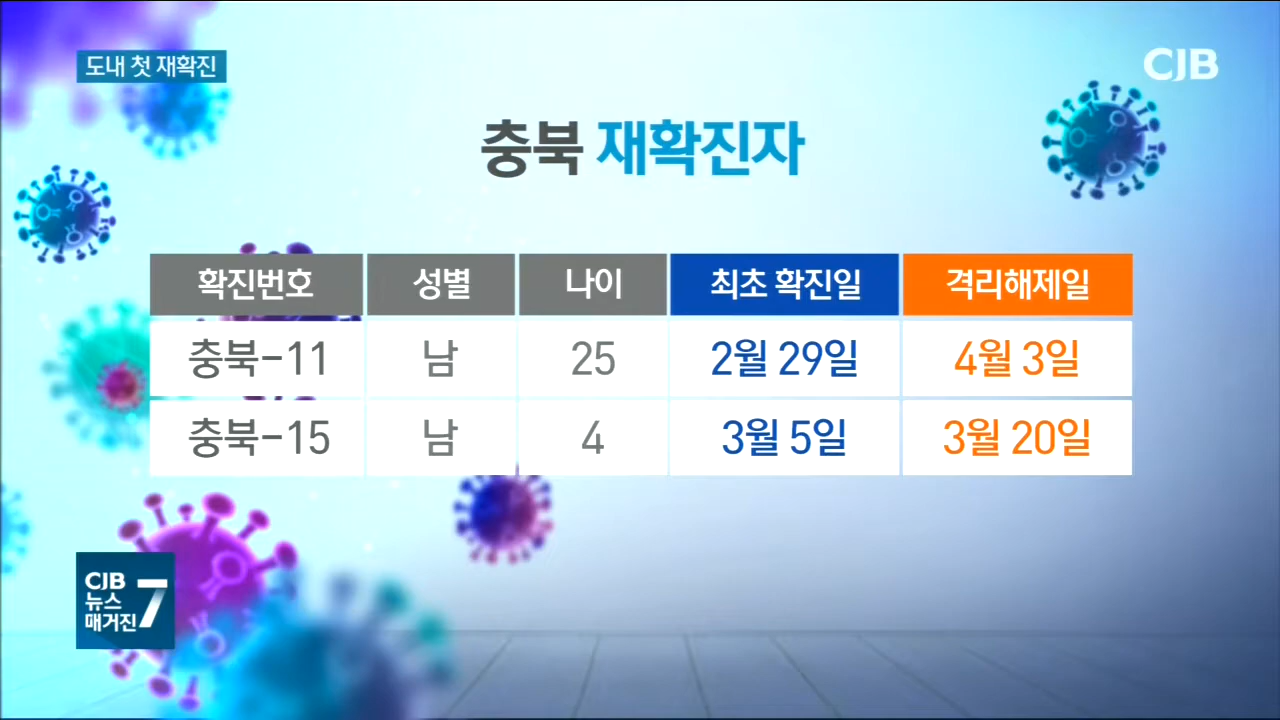 도내 첫 재확진
CJB
충북 재확진자
확진번호 성별 나이 최초 확진일 격리해제일
충북-11 남 25 2월 29일 4월 3일
충북-15 남 4 3월 5일 3월 20일
CJB
뉴스
매거진 7